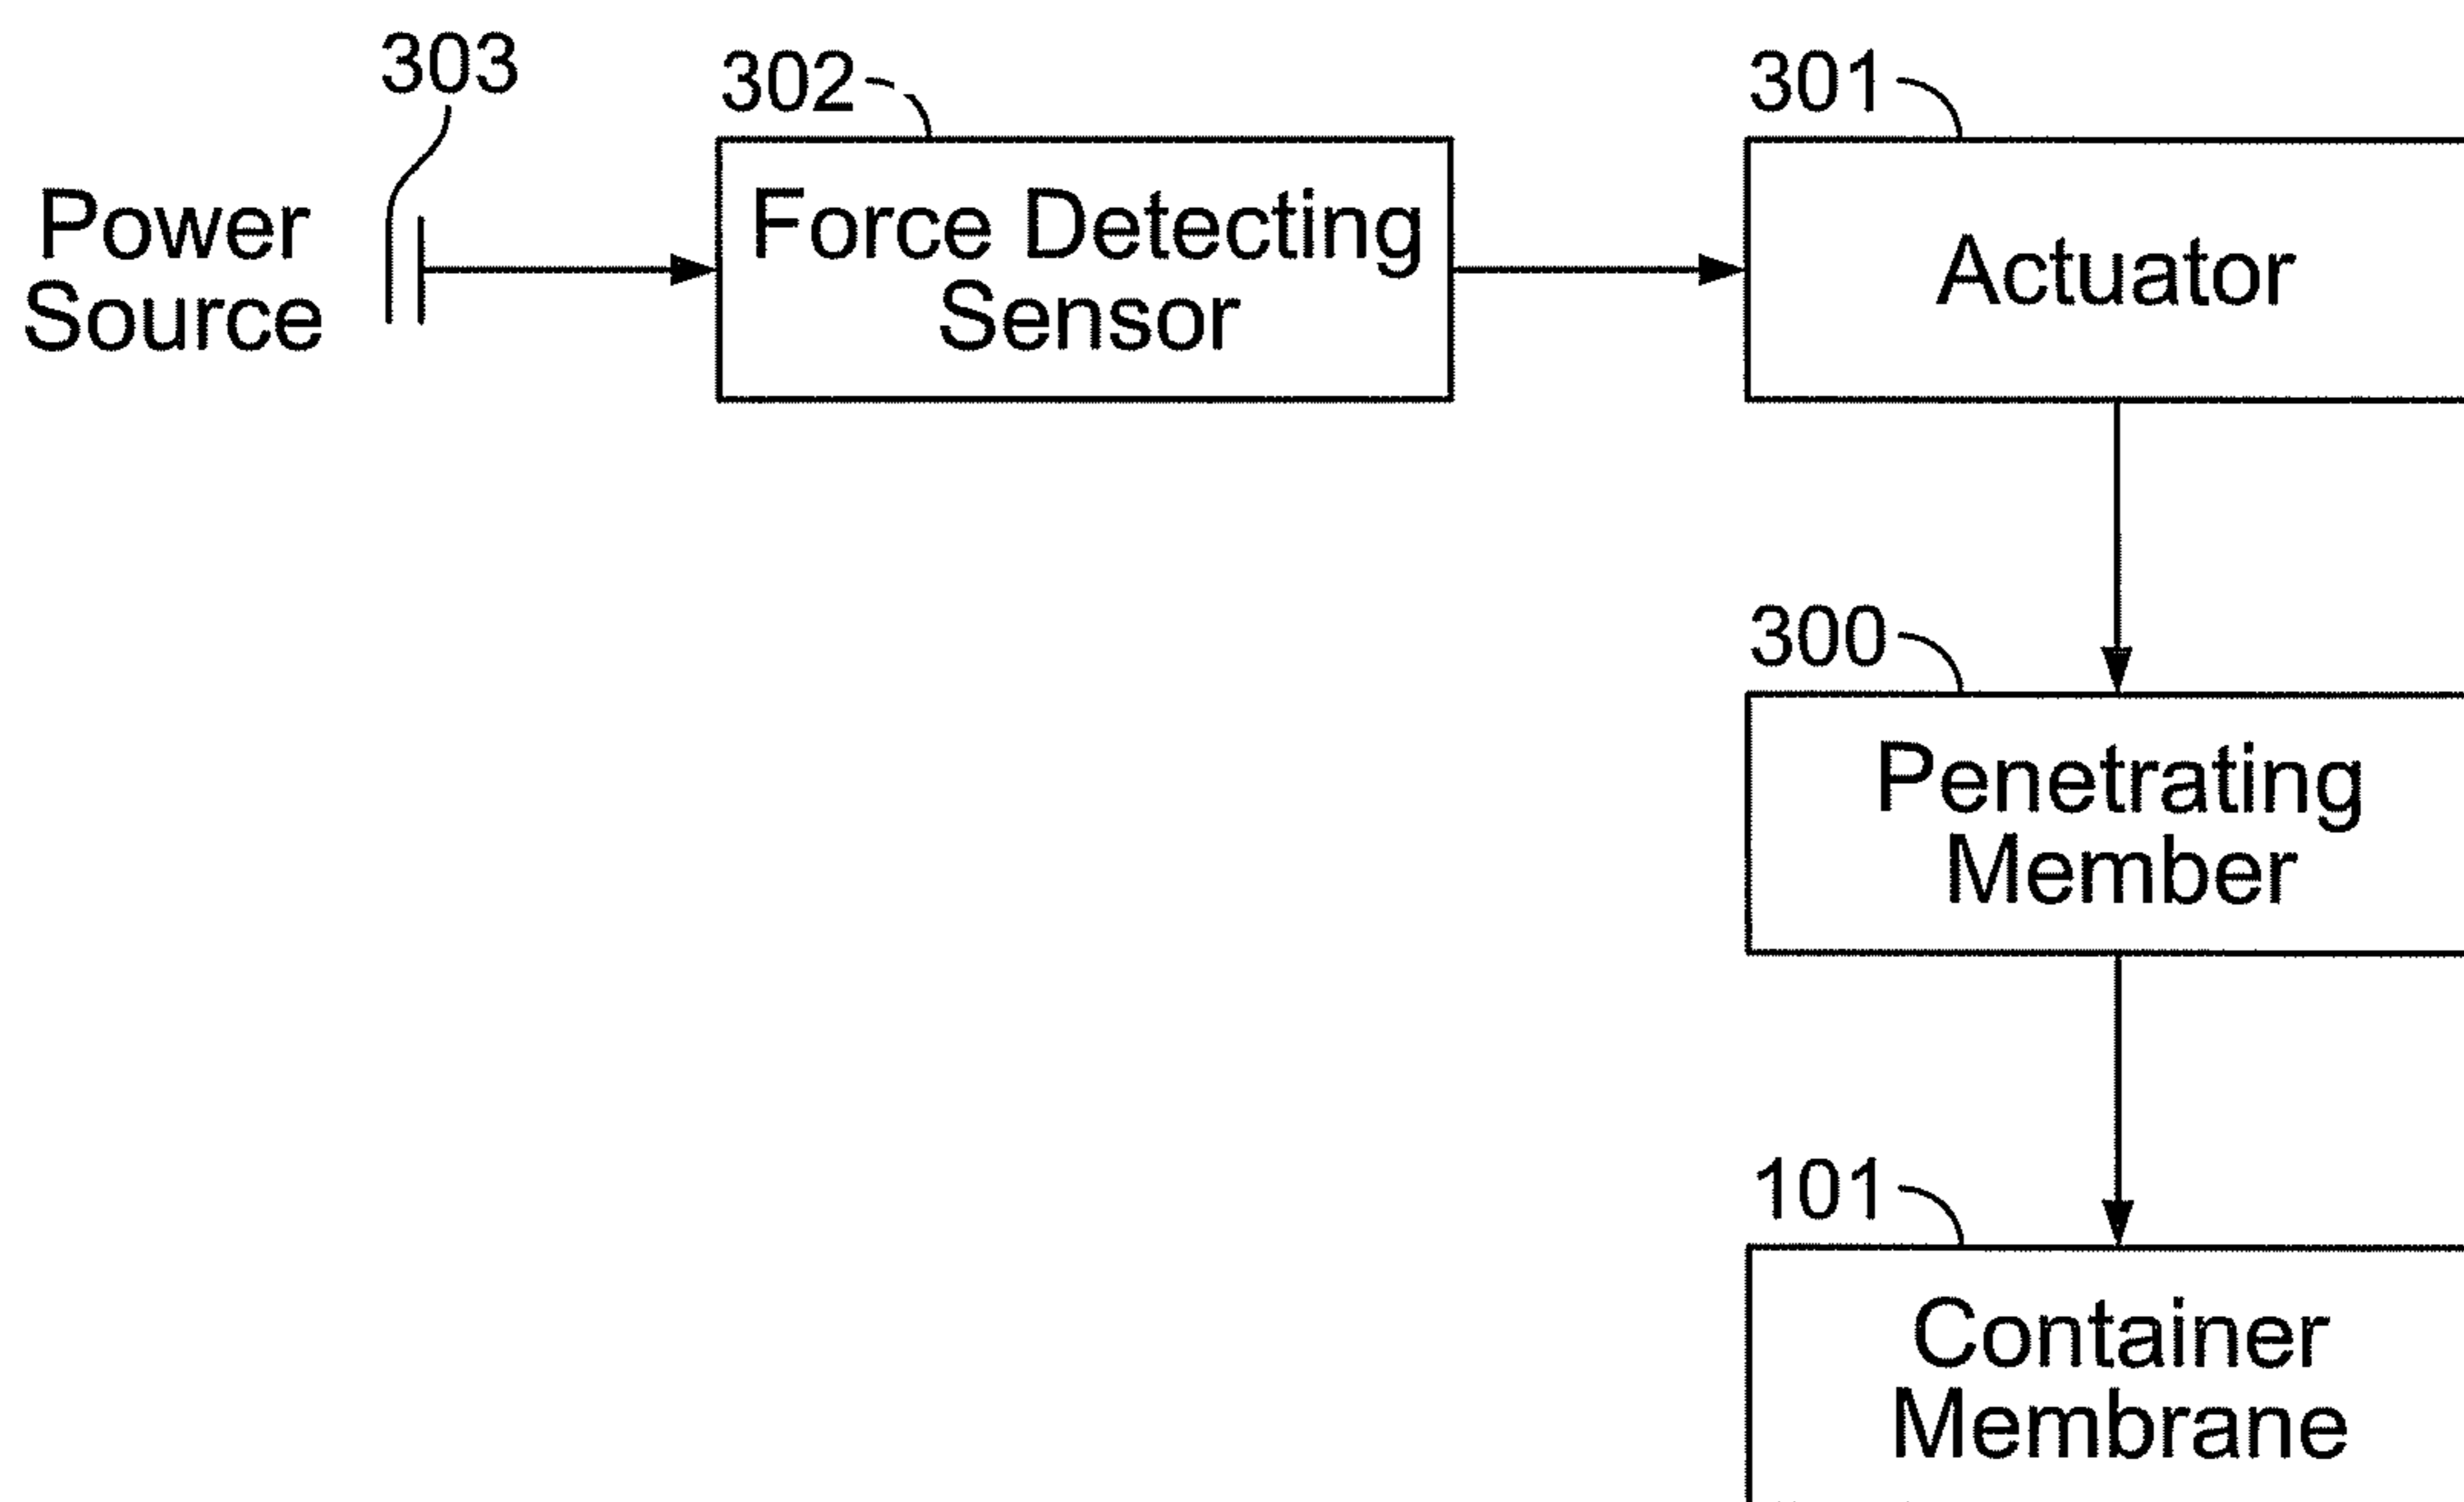 303
302
301
Power
Source
Force Detecting
Sensor
Actuator
300
Penetrating
Member
101
Container
Membrane